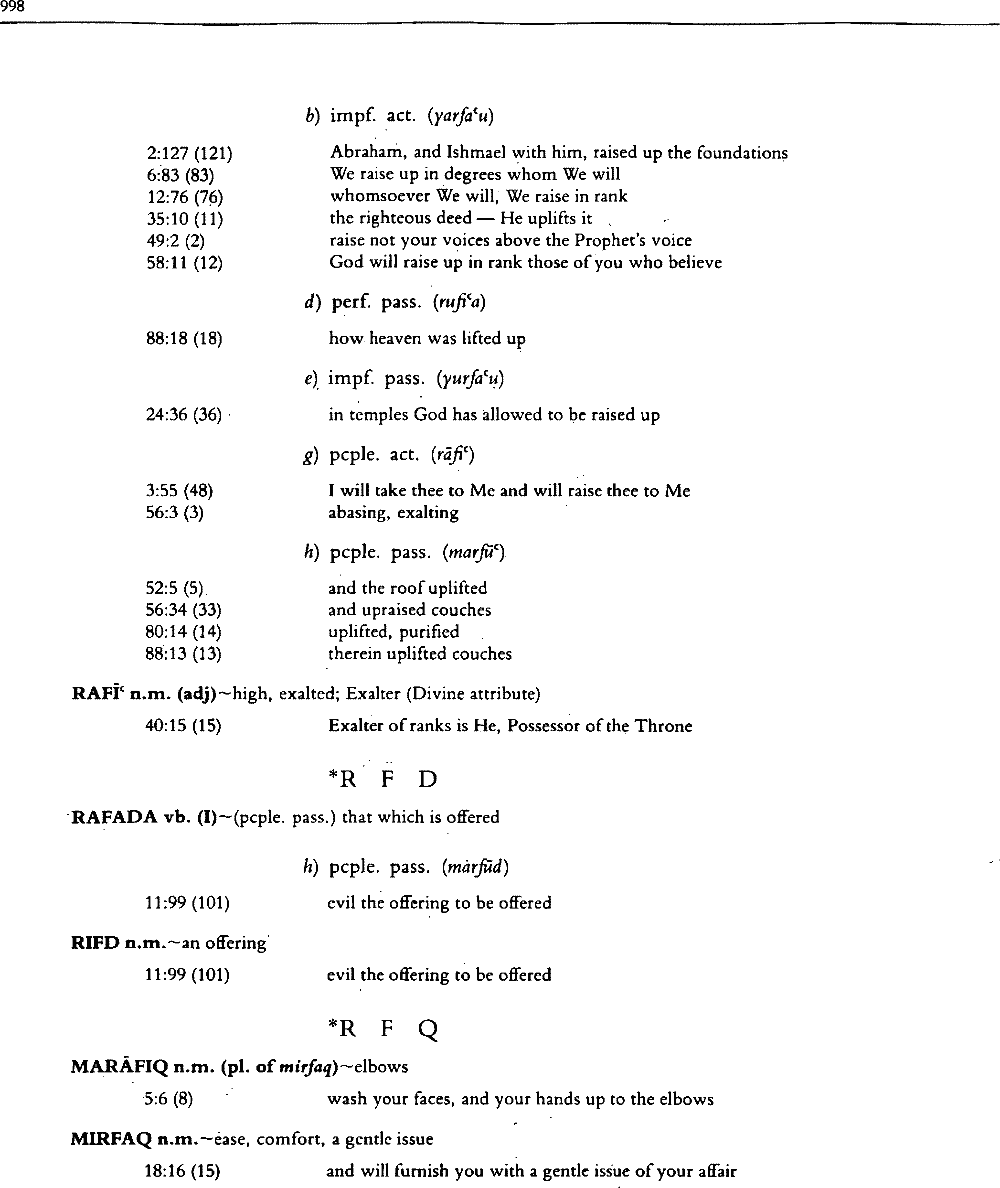 998
b) impf. act. (yarfaʿu)
2:127 (121) Abraham, and Ishmael with him, raised up the foundations
6:83 (83) We raise up in degrees whom We will
12:76 (76) whomsoever We will, We raise in rank
35:10 (11) the righteous deed — He uplifts it
49:2 (2) raise not your voices above the Prophet's voice
58:11 (12) God will raise up in rank those of you who believe
d) perf. pass. (rufiʿa)
88:18 (18) how heaven was lifted up
e) impf. pass. (yurfaʿu)
24:36 (36) in temples God has allowed to be raised up
g) pcple. act. (rāfiʿ)
3:55 (48) I will take thee to Me and will raise thee to Me
56:3 (3) abasing, exalting
h) pcple. pass. (marfūʿ)
52:5 (5) and the roof uplifted
56:34 (33) and upraised couches
80:14 (14) uplifted, purified
88:13 (13) therein uplifted couches
RAFĪʿ n.m. (adj)~high, exalted; Exalter (Divine attribute)
40:15 (15) Exalter of ranks is He, Possessor of the Throne
*R F D
RAFADA vb. (I)~(pcple. pass.) that which is offered
h) pcple. pass. (marfūd)
11:99 (101) evil the offering to be offered
RIFD n.m.~an offering
11:99 (101) evil the offering to be offered
*R F Q
MARĀFIQ n.m. (pl. of mirfaq)~elbows
5:6 (8) wash your faces, and your hands up to the elbows
MIRFAQ n.m.~ease, comfort, a gentle issue
18:16 (15) and will furnish you with a gentle issue of your affair